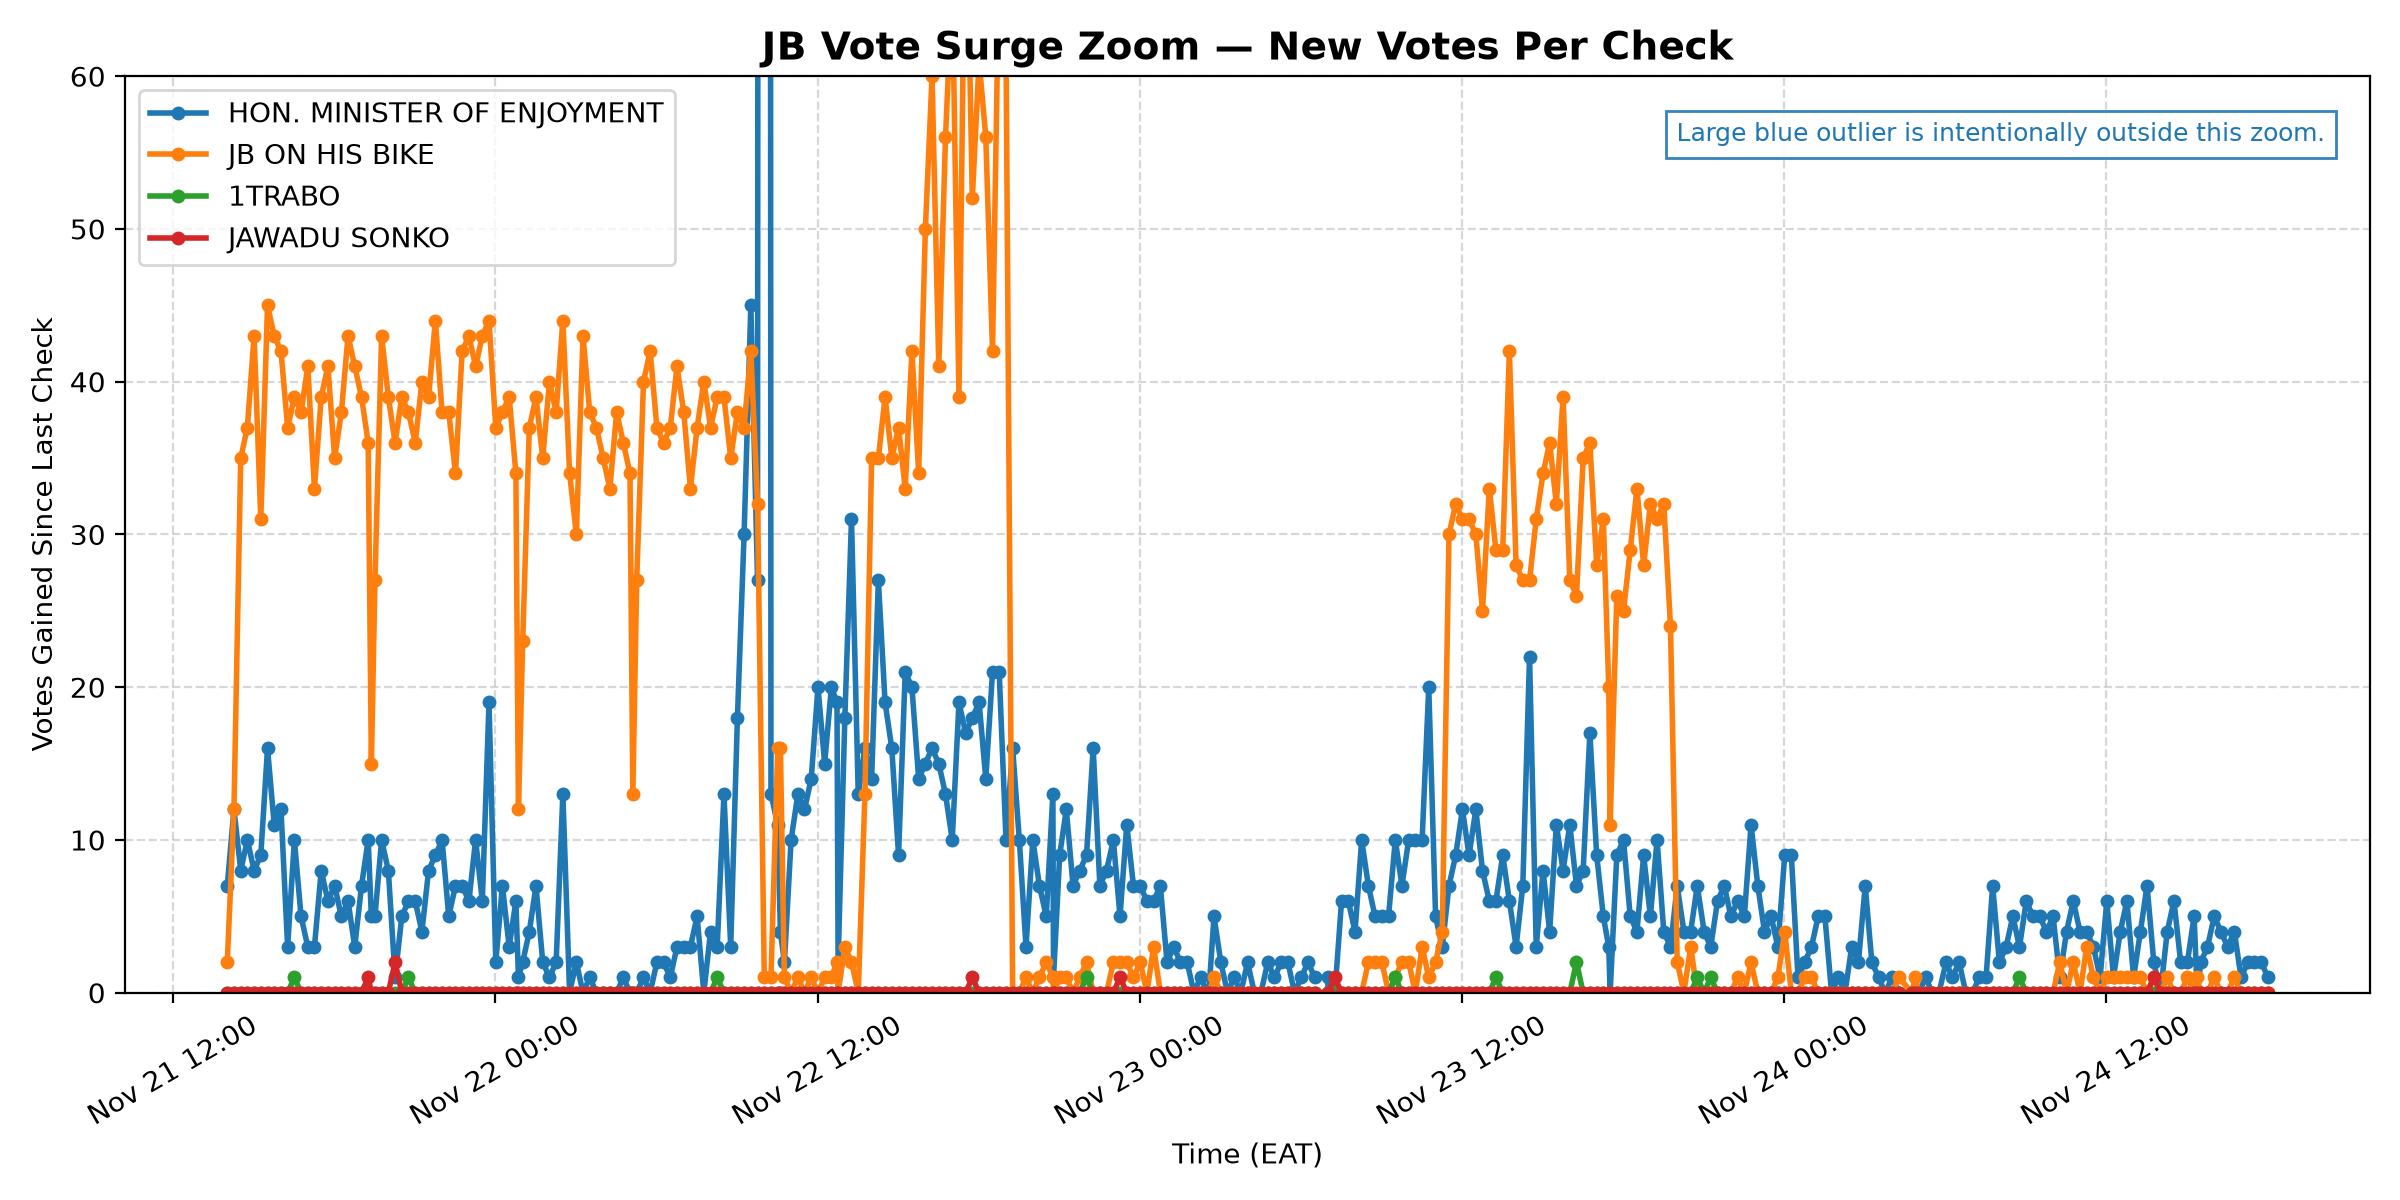 JB Vote Surge Zoom — New Votes Per Check
60
50
40
30
20
10
0
Votes Gained Since Last Check
HON. MINISTER OF ENJOYMENT
JB ON HIS BIKE
1TRABO
JAWADU SONKO
Large blue outlier is intentionally outside this zoom.
Nov 21 12:00
Nov 22 00:00
Nov 22 12:00
Nov 23 00:00
Nov 23 12:00
Nov 24 00:00
Nov 24 12:00
Time (EAT)